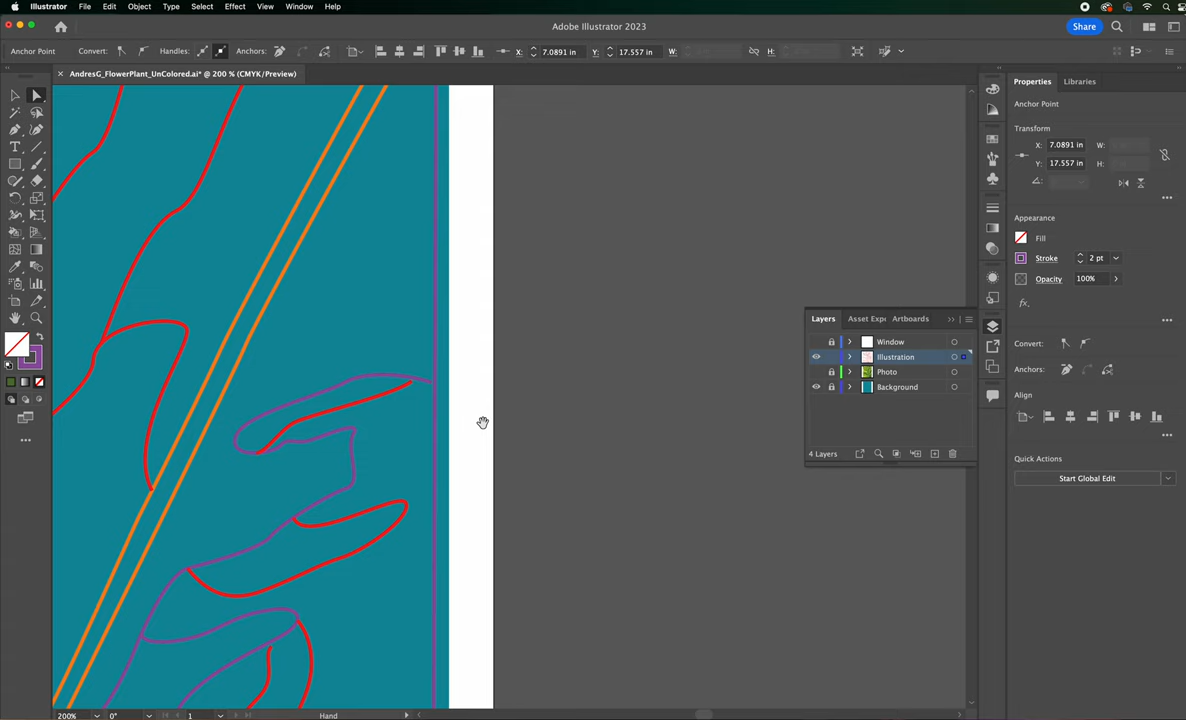 Illustrator File Edit Object Type Select Effect View Window Help
Adobe Illustrator 2023
Share
Anchor Point Convert: Handles: Anchors: X: 7.0891 in Y: 17.557 in W: H:
× AndresG_FlowerPlant_UnColored.ai* @ 200 % (CMYK/Preview)
Properties Libraries
Anchor Point
Transform
X: 7.0891 in W:
Y: 17.557 in H:
Appearance
Fill
Stroke 2 pt
Opacity 100%
fx.
Convert:
Anchors:
Align
Quick Actions
Start Global Edit
Layers Asset Exp Artboards
Window
Illustration
Photo
Background
4 Layers
200% 0° 1 Hand